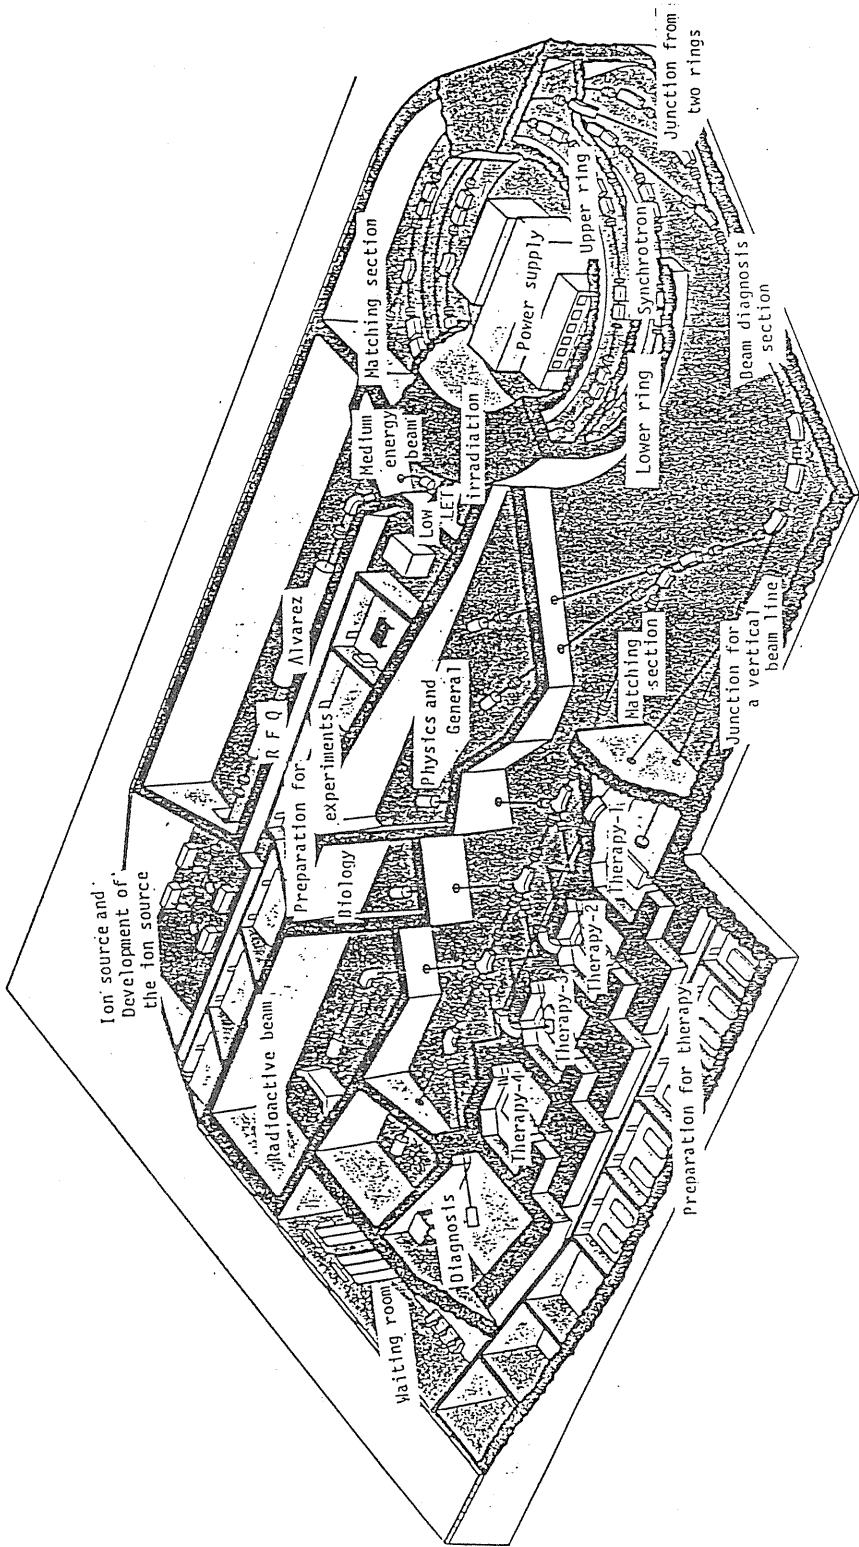 Ion source and
Development of
the ion source
Radioactive beam
Waiting room
Diagnosis
Preparation for
experiments
Biology
R F Q
Alvarez
Medium
energy
beam
Matching section
Low
LET
irradiation
Physics and
General
Power supply
Upper ring
Lower ring
Synchrotron
Junction from
two rings
Beam diagnosis
section
Matching
section
Junction for
a vertical
beam line
Therapy-1
Therapy-2
Therapy-3
Therapy-4
Preparation for therapy